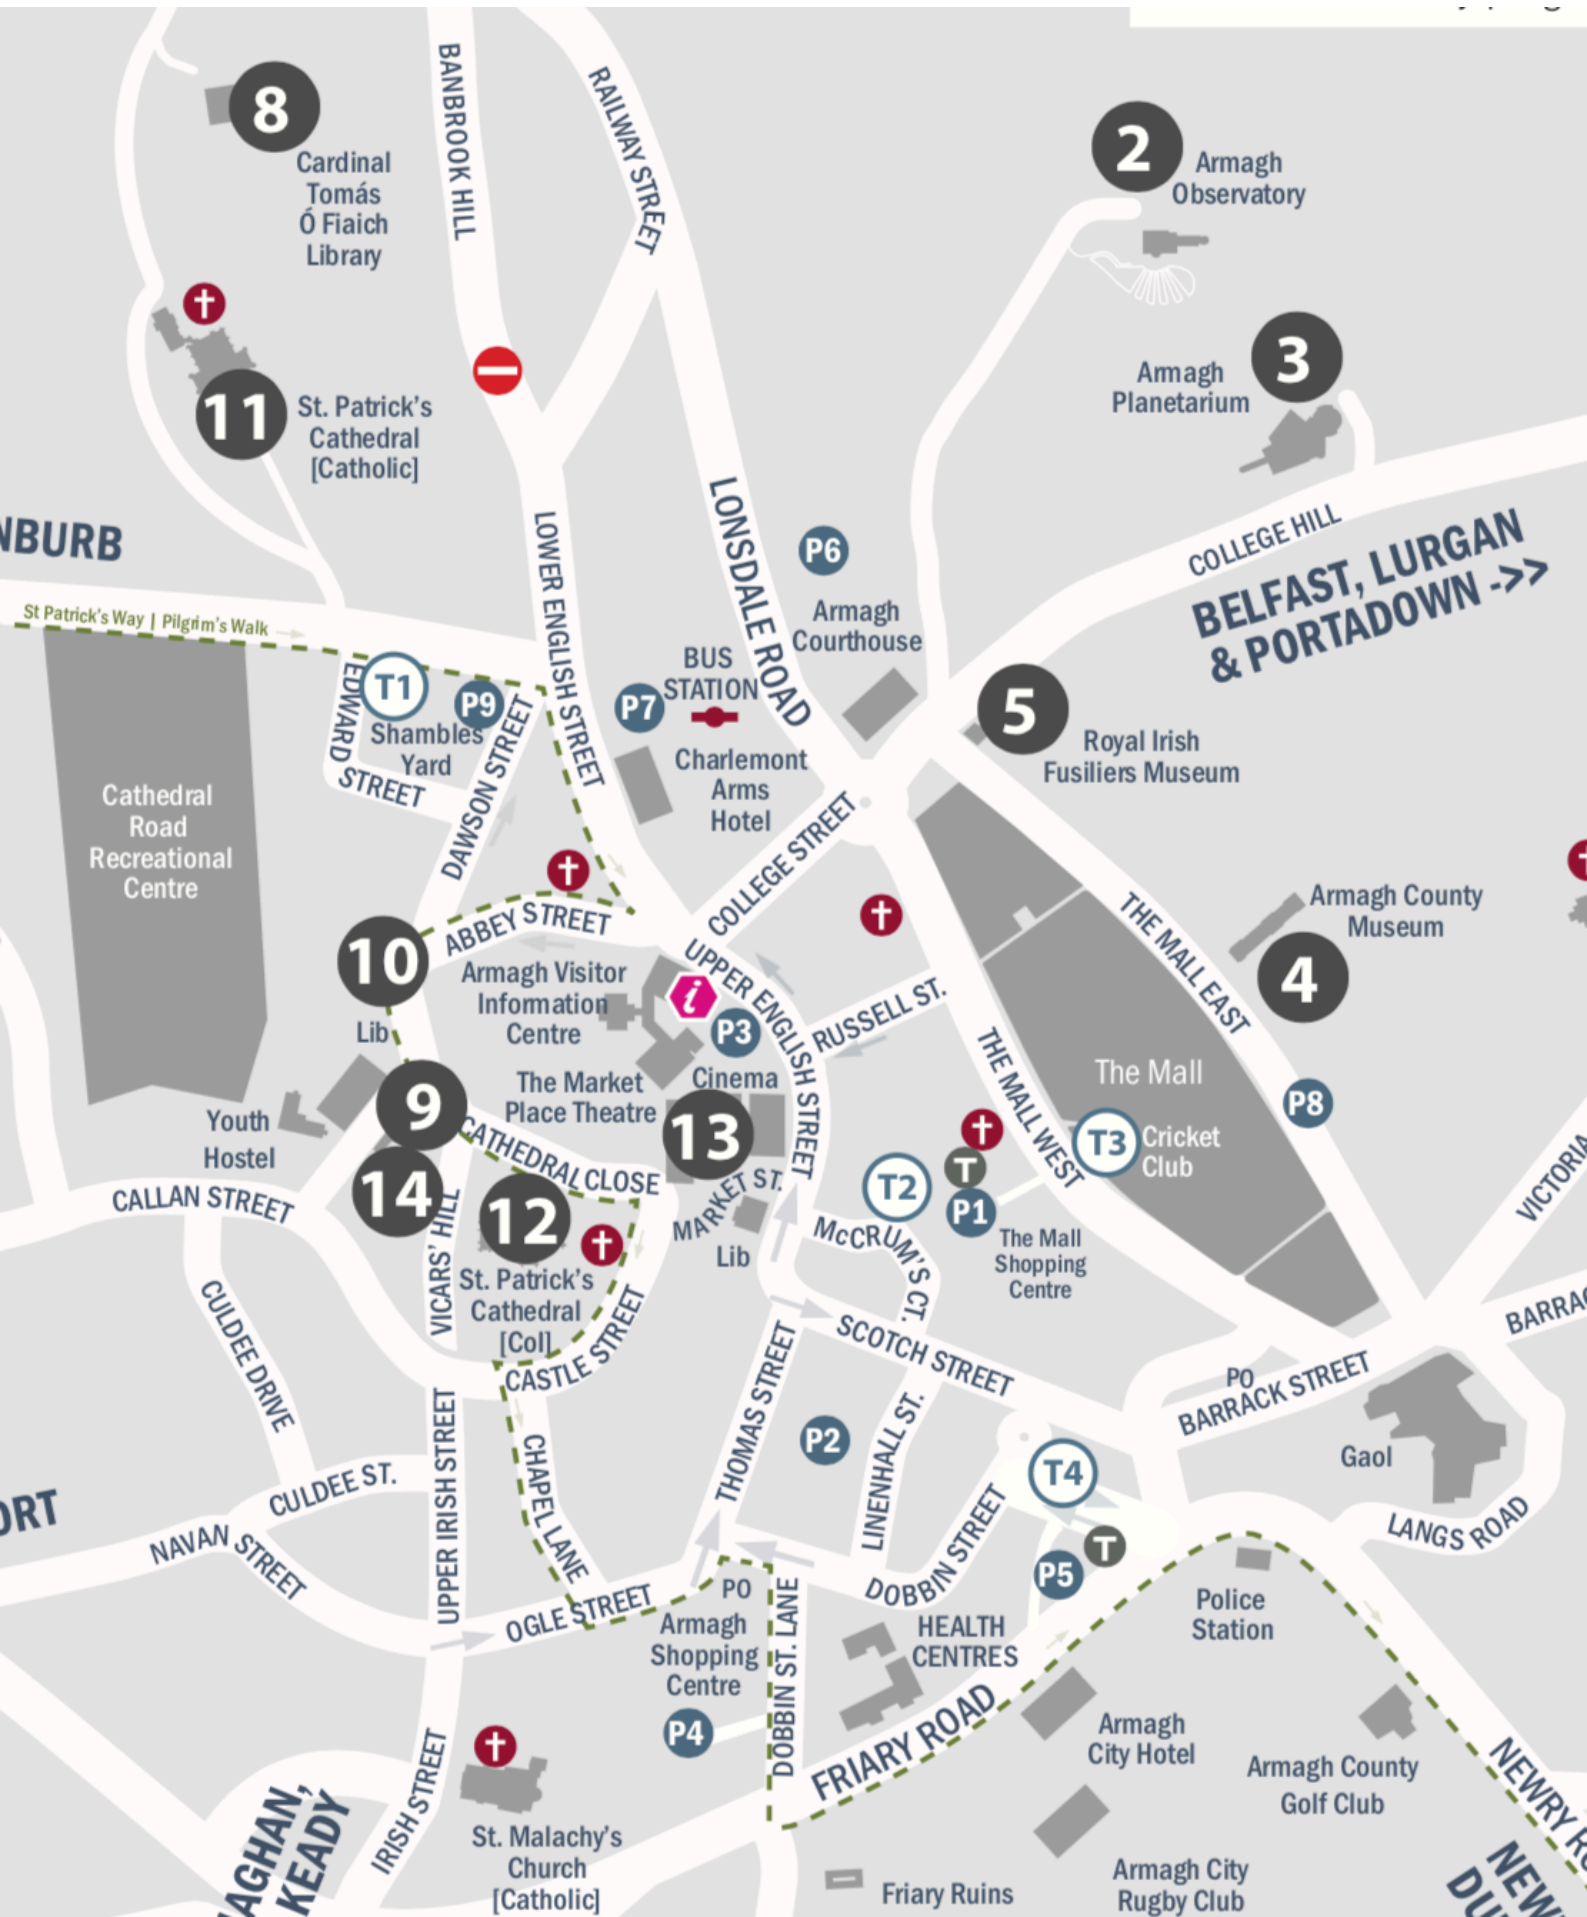 8
Cardinal
Tomás
Ó Fiaich
Library
BANBROOK HILL
RAILWAY STREET
2
Armagh
Observatory
3
Armagh
Planetarium
11
St. Patrick's
Cathedral
[Catholic]
NBURB
St Patrick's Way | Pilgrim's Walk
LOWER ENGLISH STREET
LONSDALE ROAD
P6
Armagh
Courthouse
COLLEGE HILL
BELFAST, LURGAN
& PORTADOWN ->>
T1
P9
Shambles
Yard
EDWARD
STREET
DAWSON STREET
P7
BUS
STATION
Charlemont
Arms
Hotel
5
Royal Irish
Fusiliers Museum
Cathedral
Road
Recreational
Centre
COLLEGE STREET
ABBEY STREET
10
Lib
Armagh Visitor
Information
Centre
i
P3
UPPER ENGLISH STREET
RUSSELL ST.
THE MALL EAST
Armagh County
Museum
4
THE MALL WEST
The Mall
P8
Cinema
The Market
Place Theatre
13
9
Youth
Hostel
14
CATHEDRAL CLOSE
12
St. Patrick's
Cathedral
[Col]
MARKET ST.
Lib
T2
T
P1
The Mall
Shopping
Centre
T3
Cricket
Club
VICTORIA
CALLAN STREET
VICARS' HILL
McCRUM'S CT.
CULDEE DRIVE
CASTLE STREET
SCOTCH STREET
BARRAC
PO
BARRACK STREET
Gaol
THOMAS STREET
P2
LINENHALL ST.
T4
T
P5
LANGS ROAD
ORT
CULDEE ST.
NAVAN STREET
UPPER IRISH STREET
CHAPEL LANE
OGLE STREET
DOBBIN STREET
PO
Armagh
Shopping
Centre
P4
DOBBIN ST. LANE
HEALTH
CENTRES
Police
Station
FRIARY ROAD
Armagh
City Hotel
Armagh County
Golf Club
NEWRY R
IRISH STREET
St. Malachy's
Church
[Catholic]
AGHAN,
KEADY
Friary Ruins
Armagh City
Rugby Club
NEW
DU